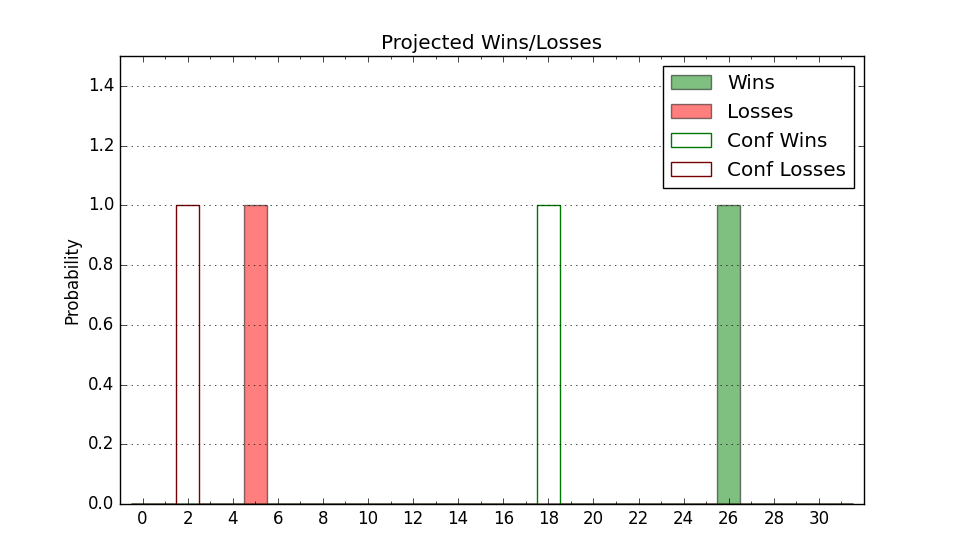 Projected Wins/Losses
Wins
Losses
Conf Wins
Conf Losses
Probability
1.4
1.2
1.0
0.8
0.6
0.4
0.2
0.0
0 2 4 6 8 10 12 14 16 18 20 22 24 26 28 30